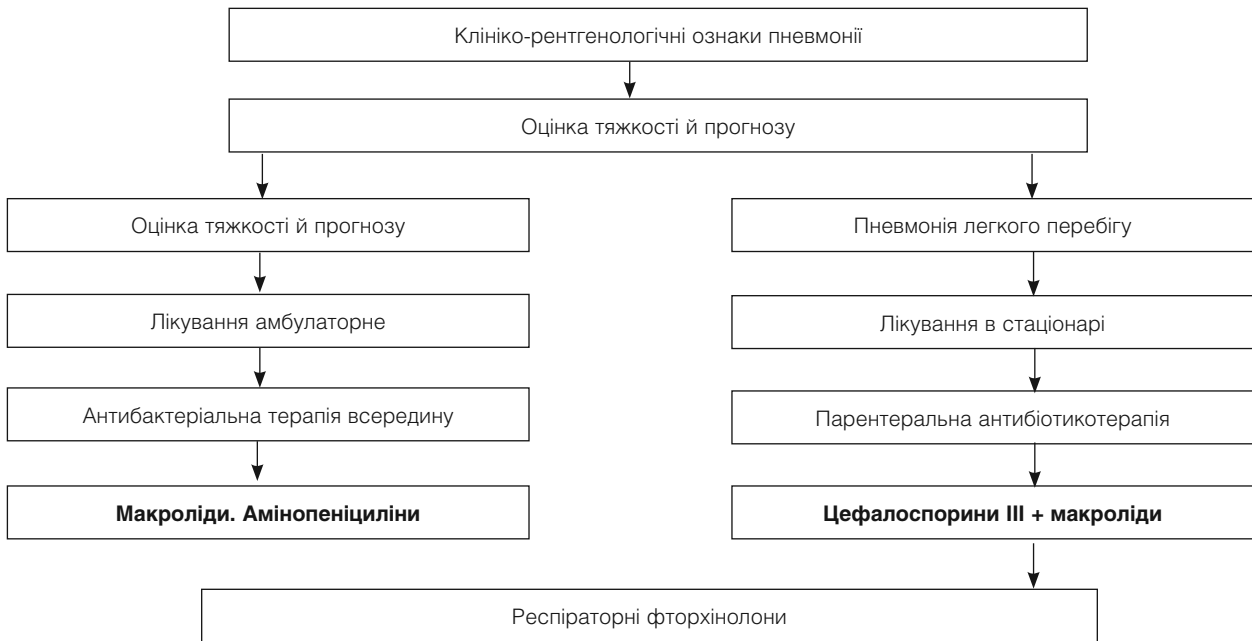 Клініко-рентгенологічні ознаки пневмонії
Оцінка тяжкості й прогнозу
Оцінка тяжкості й прогнозу
Пневмонія легкого перебігу
Лікування амбулаторне
Лікування в стаціонарі
Антибактеріальна терапія всередину
Парентеральна антибіотикотерапія
Макроліди. Амінопеніциліни
Цефалоспорини III + макроліди
Респіраторні фторхінолони